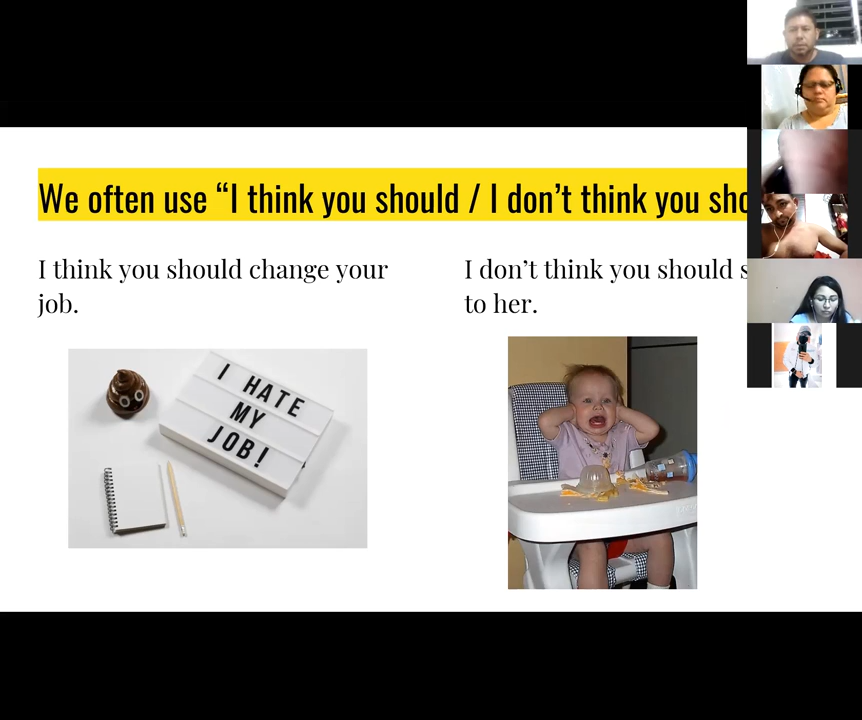 We often use “I think you should / I don’t think you
I think you should change your
job.
I don’t think you should
to her.
I HATE
MY
JOB!